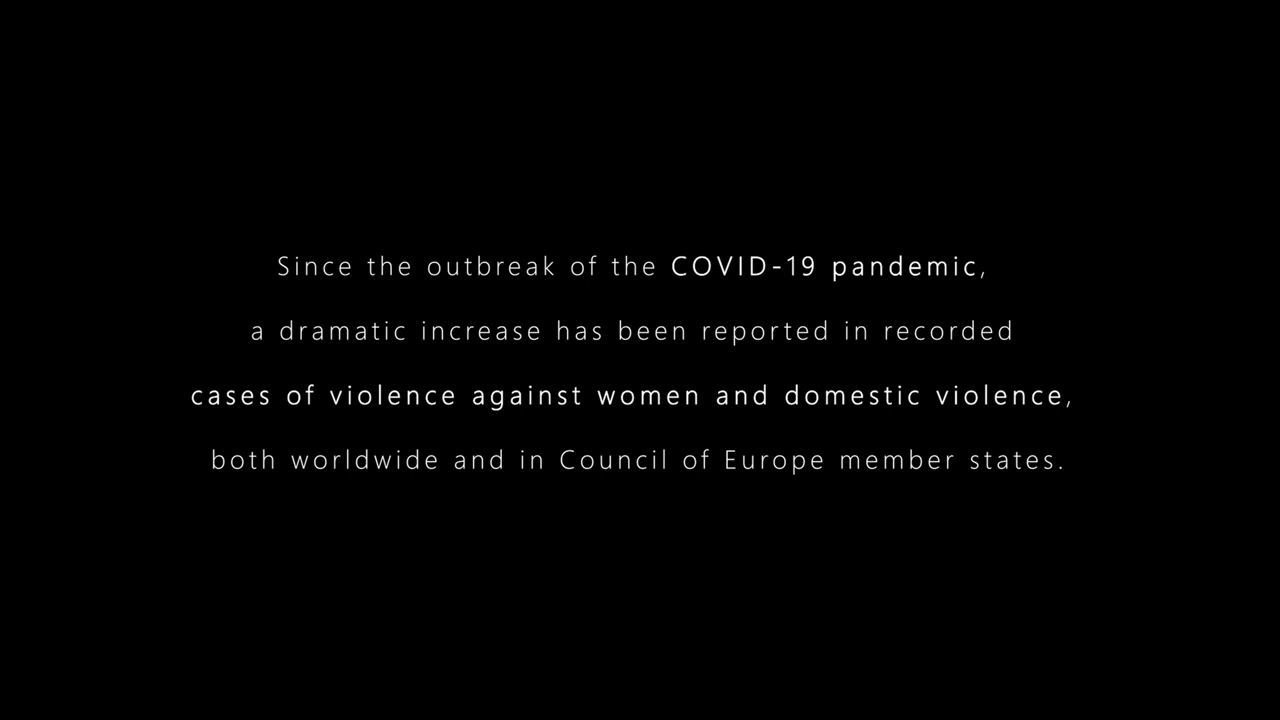 Since the outbreak of the COVID-19 pandemic,
a dramatic increase has been reported in recorded
cases of violence against women and domestic violence,
both worldwide and in Council of Europe member states.